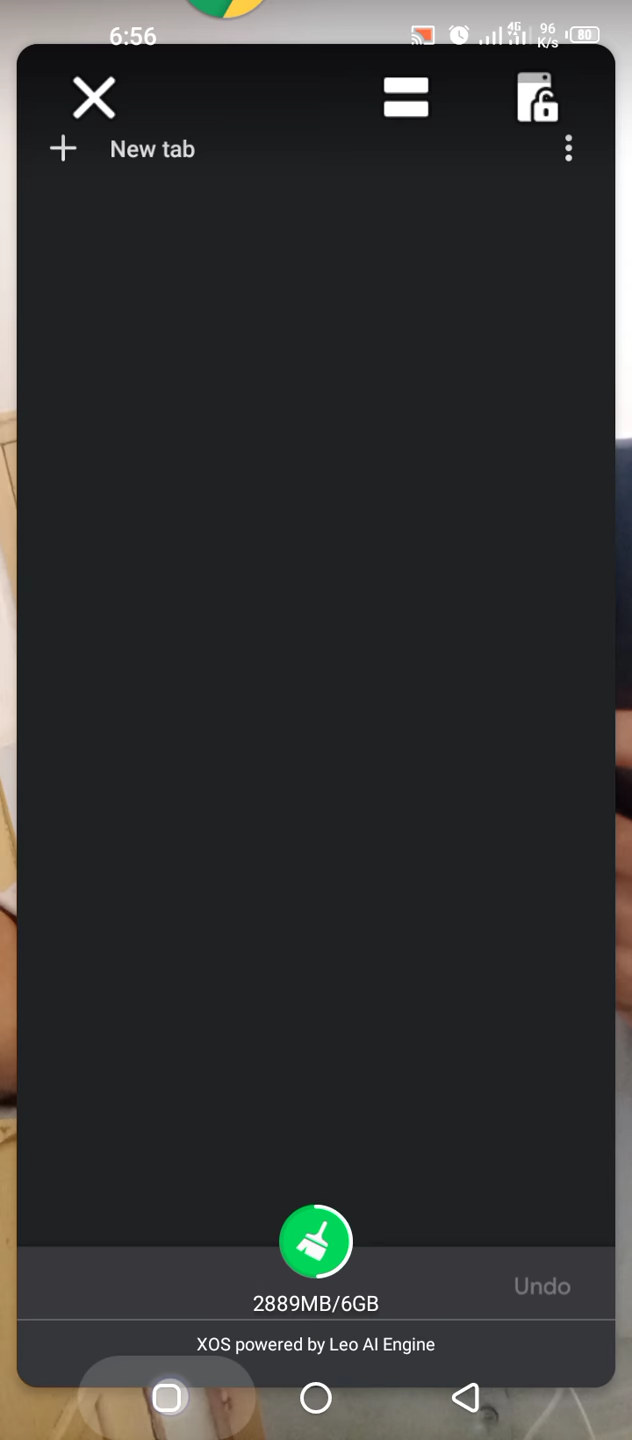 6:56
4G
96
K/s
80
New tab
Undo
2889MB/6GB
XOS powered by Leo AI Engine